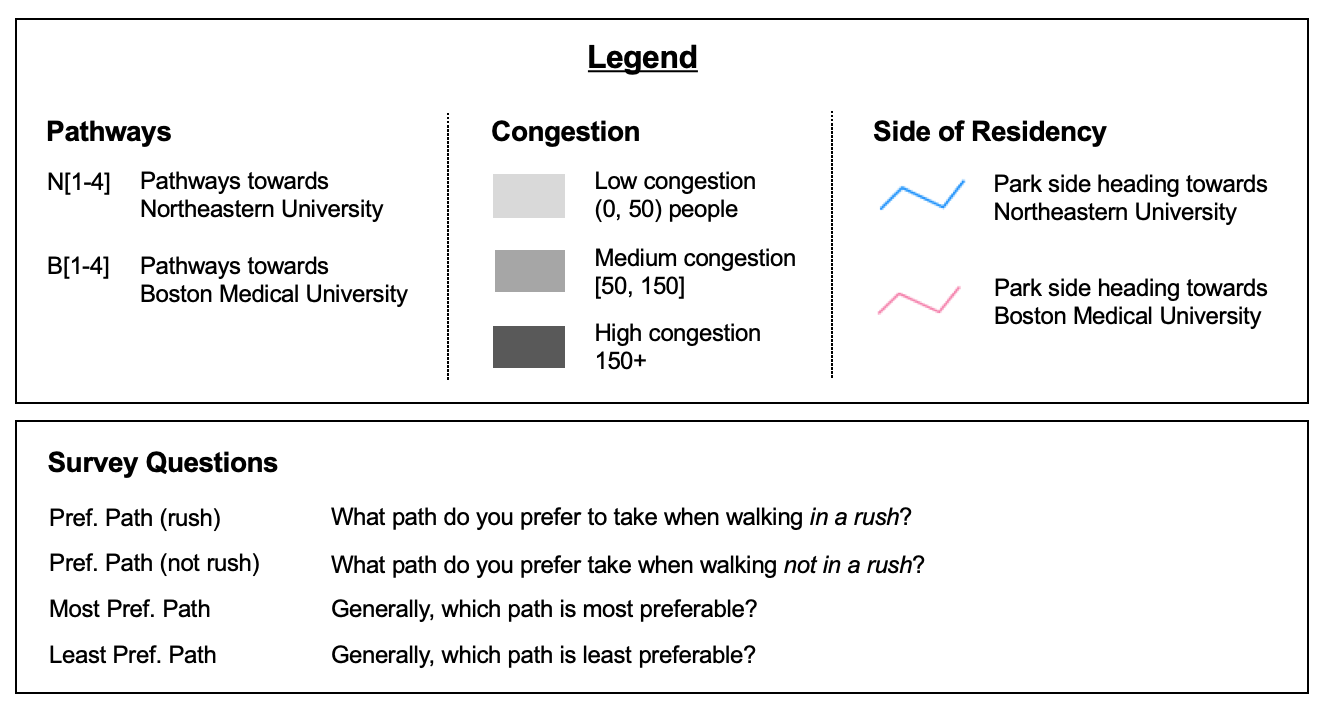 Legend
Pathways
N[1-4] Pathways towards
Northeastern University
B[1-4] Pathways towards
Boston Medical University
Congestion
Low congestion
(0, 50) people
Medium congestion
[50, 150]
High congestion
150+
Side of Residency
Park side heading towards
Northeastern University
Park side heading towards
Boston Medical University
Survey Questions
Pref. Path (rush) What path do you prefer to take when walking in a rush?
Pref. Path (not rush) What path do you prefer take when walking not in a rush?
Most Pref. Path Generally, which path is most preferable?
Least Pref. Path Generally, which path is least preferable?